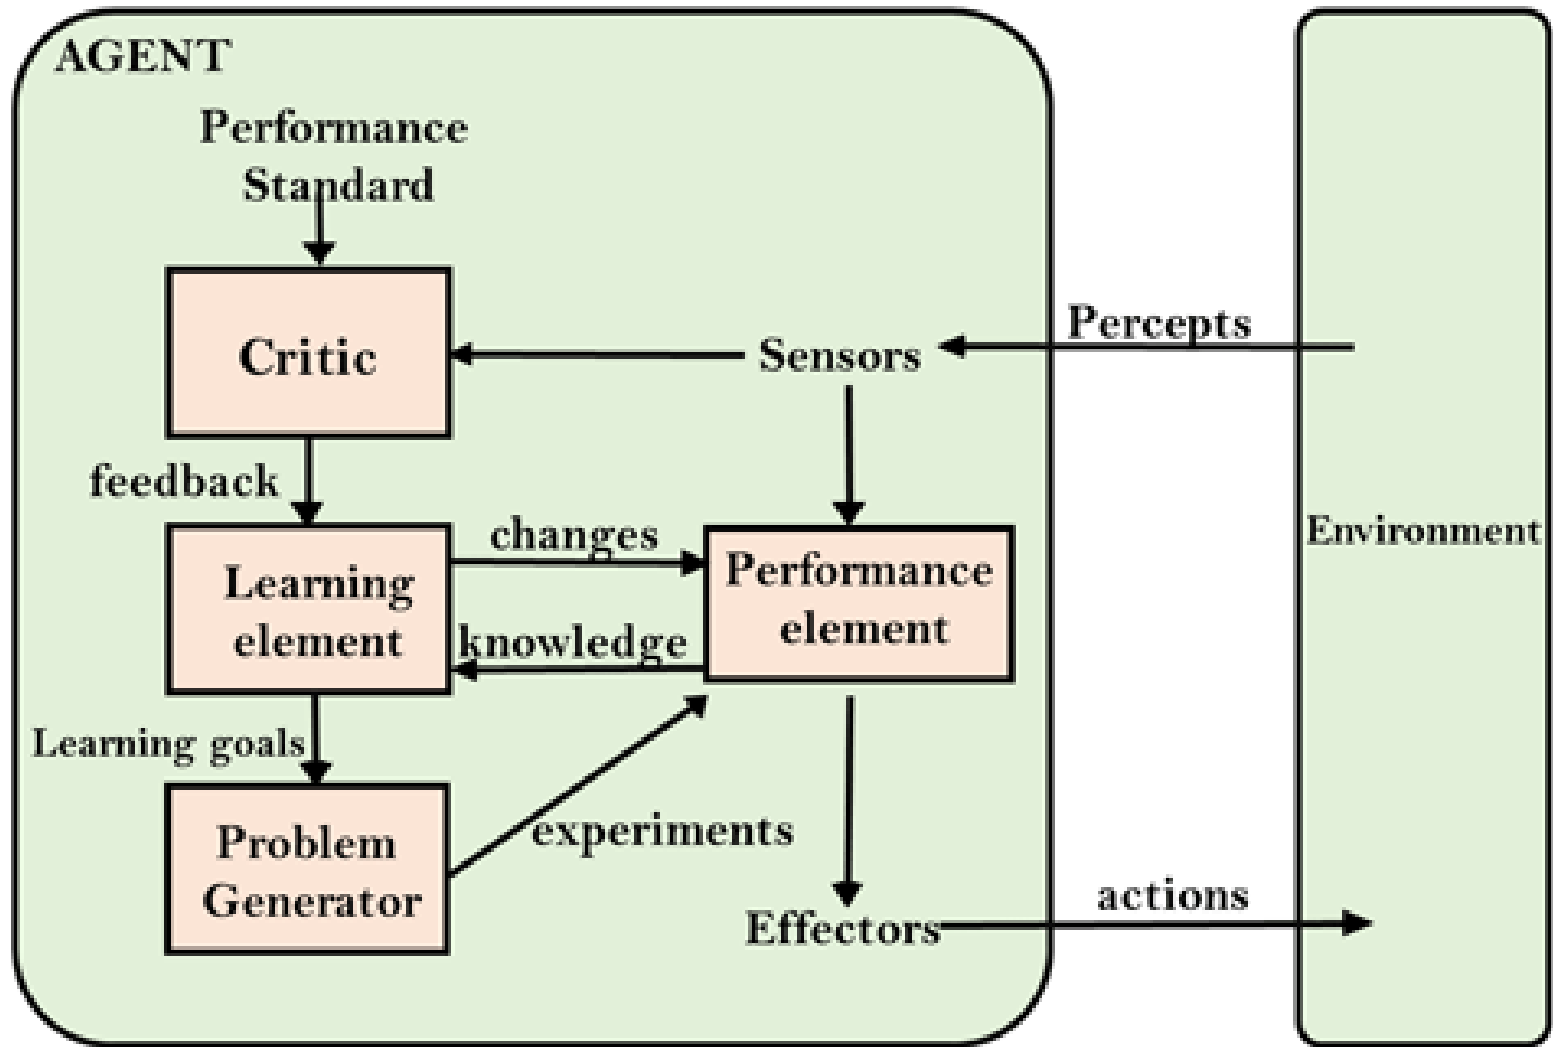 AGENT
Performance
Standard
Critic
Sensors
Percepts
feedback
changes
Learning
element
Performance
element
knowledge
Environment
Learning goals
Problem
Generator
experiments
Effectors
actions